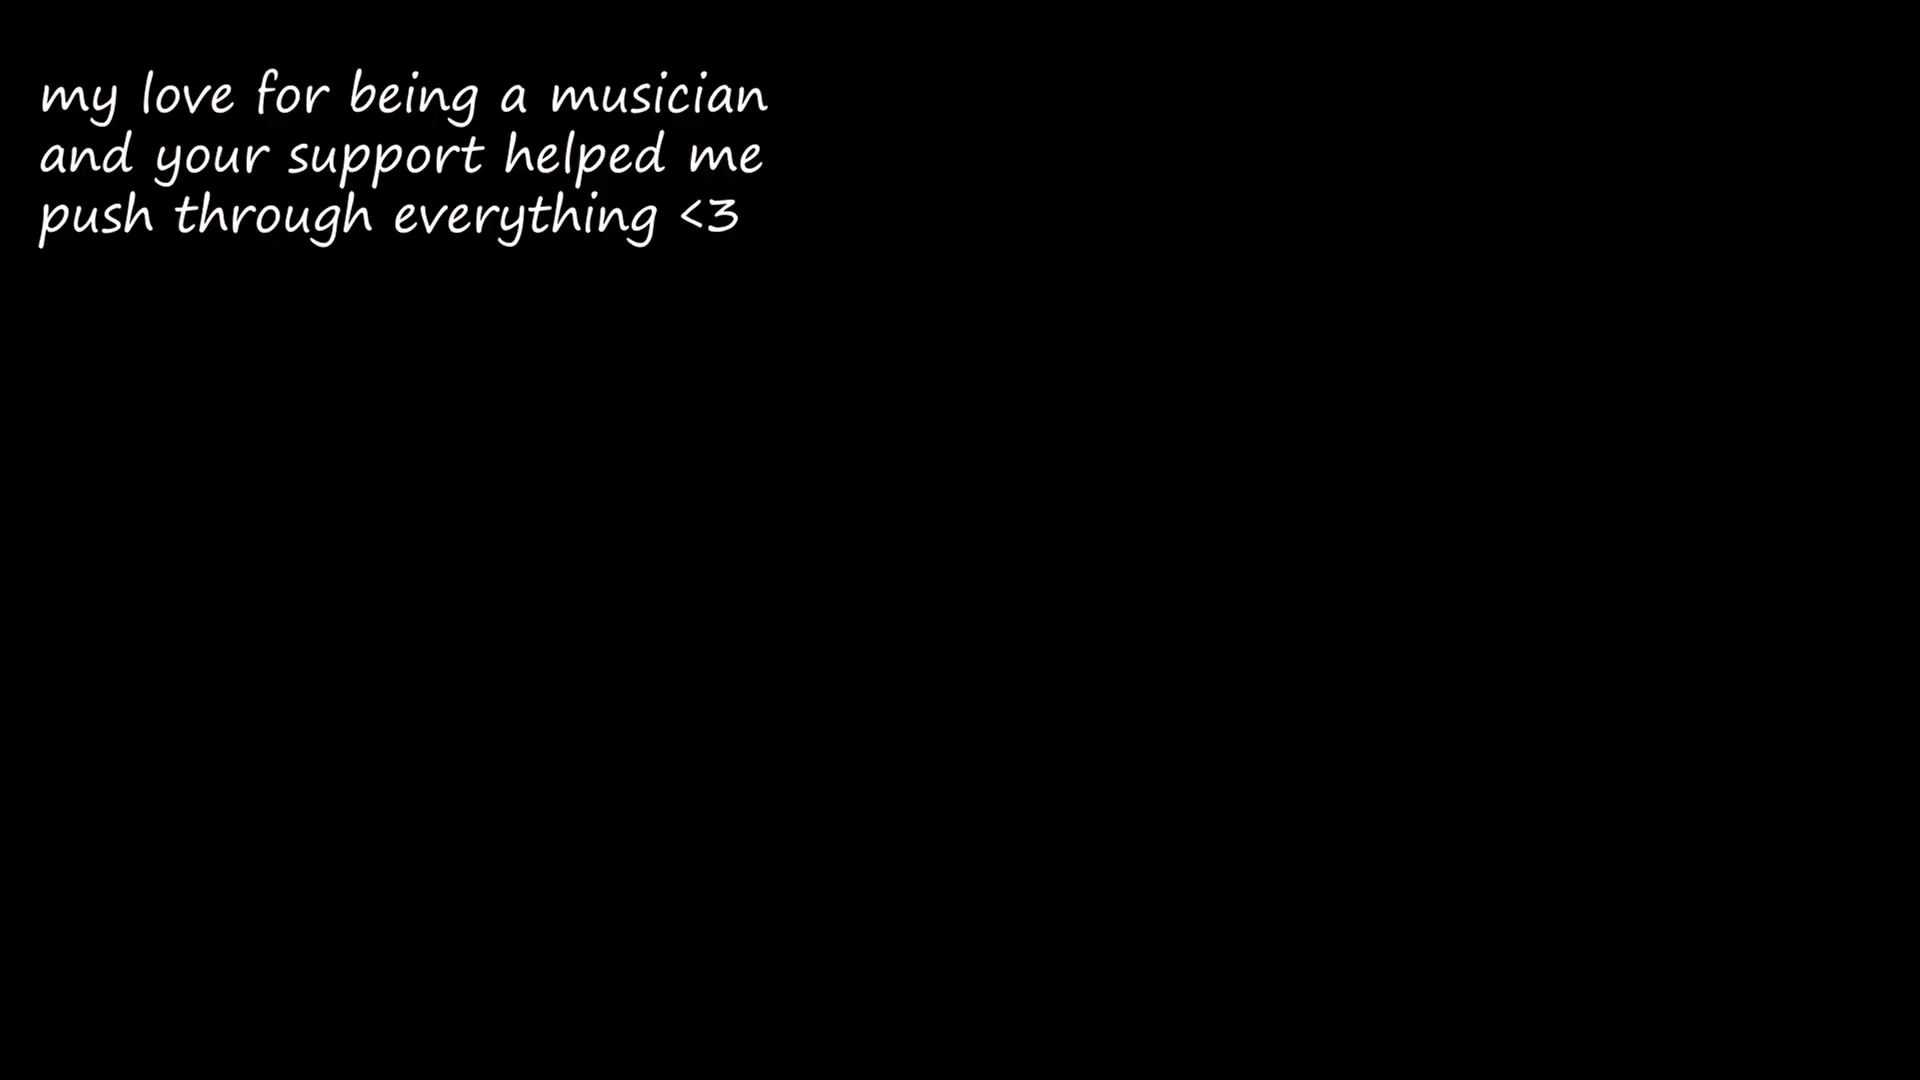 my love for being a musician
and your support helped me
push through everything <3